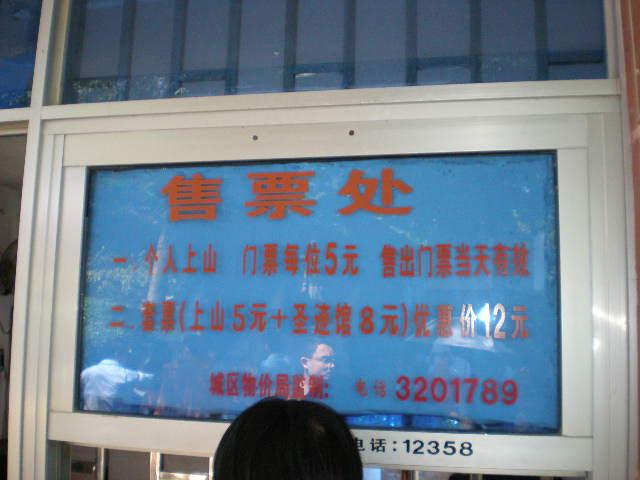 售票处
一.个人上山 门票每位5元 售出门票当天有效
二.套票(上山5元+圣迹馆8元)优惠价12元
城区物价局监制: 电话 3201789
电话:12358